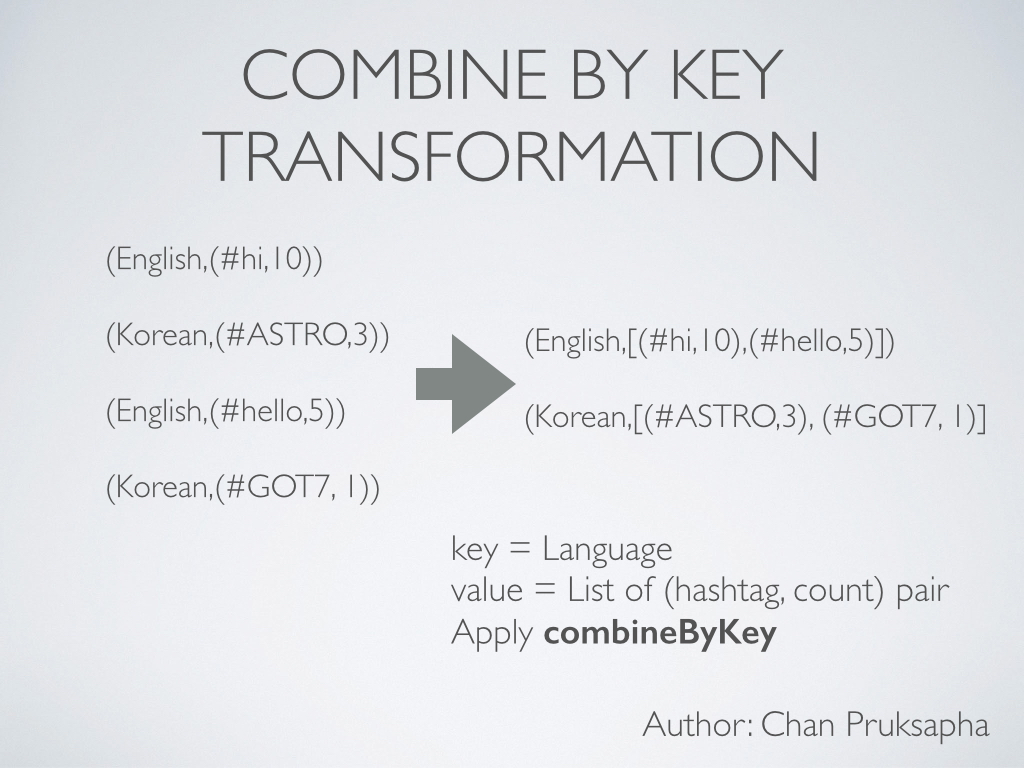 COMBINE BY KEY
TRANSFORMATION
(English,(#hi,10))
(Korean,(#ASTRO,3))
(English,(#hello,5))
(Korean,(#GOT7, 1))
(English,[(#hi,10),(#hello,5)])
(Korean,[(#ASTRO,3), (#GOT7, 1)]
key = Language
value = List of (hashtag, count) pair
Apply combineByKey
Author: Chan Pruksapha